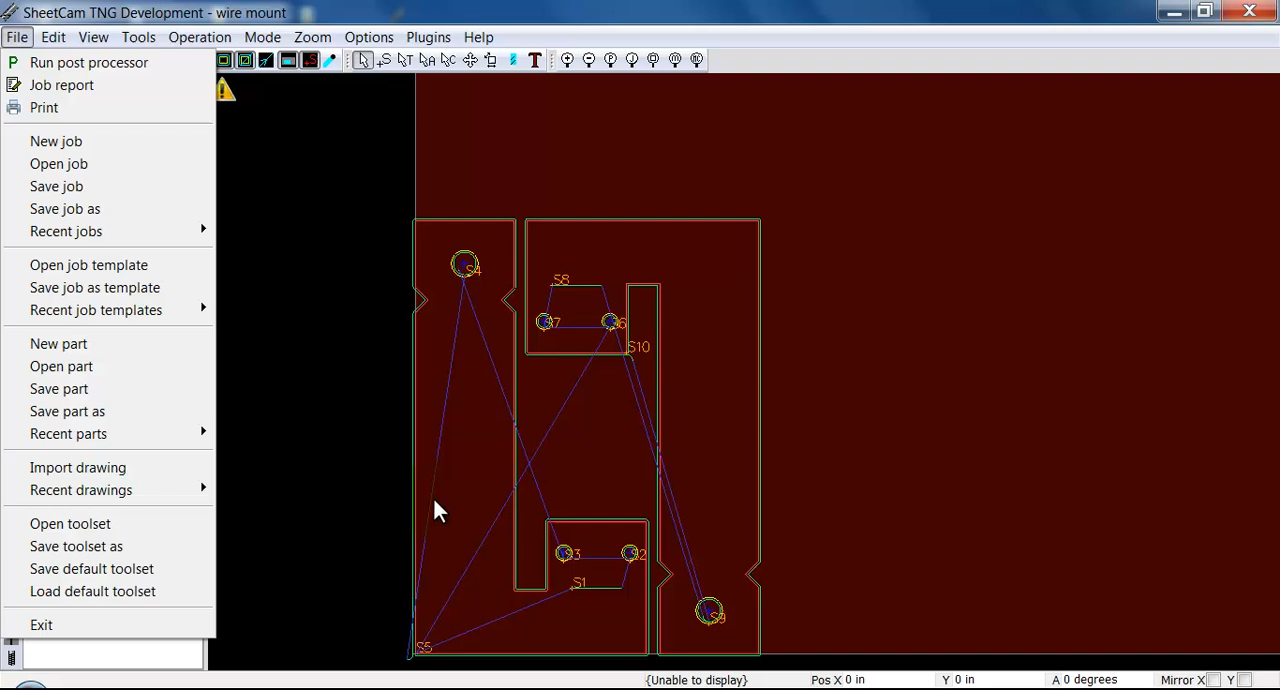 SheetCam TNG Development - wire mount
File Edit View Tools Operation Mode Zoom Options Plugins Help
P Run post processor
Job report
Print
New job
Open job
Save job
Save job as
Recent jobs
Open job template
Save job as template
Recent job templates
New part
Open part
Save part
Save part as
Recent parts
Import drawing
Recent drawings
Open toolset
Save toolset as
Save default toolset
Load default toolset
Exit
S4
S8
S7 S6
S10
S3 S2
S1
S9
S5
{Unable to display} Pos X 0 in Y 0 in A 0 degrees Mirror X Y